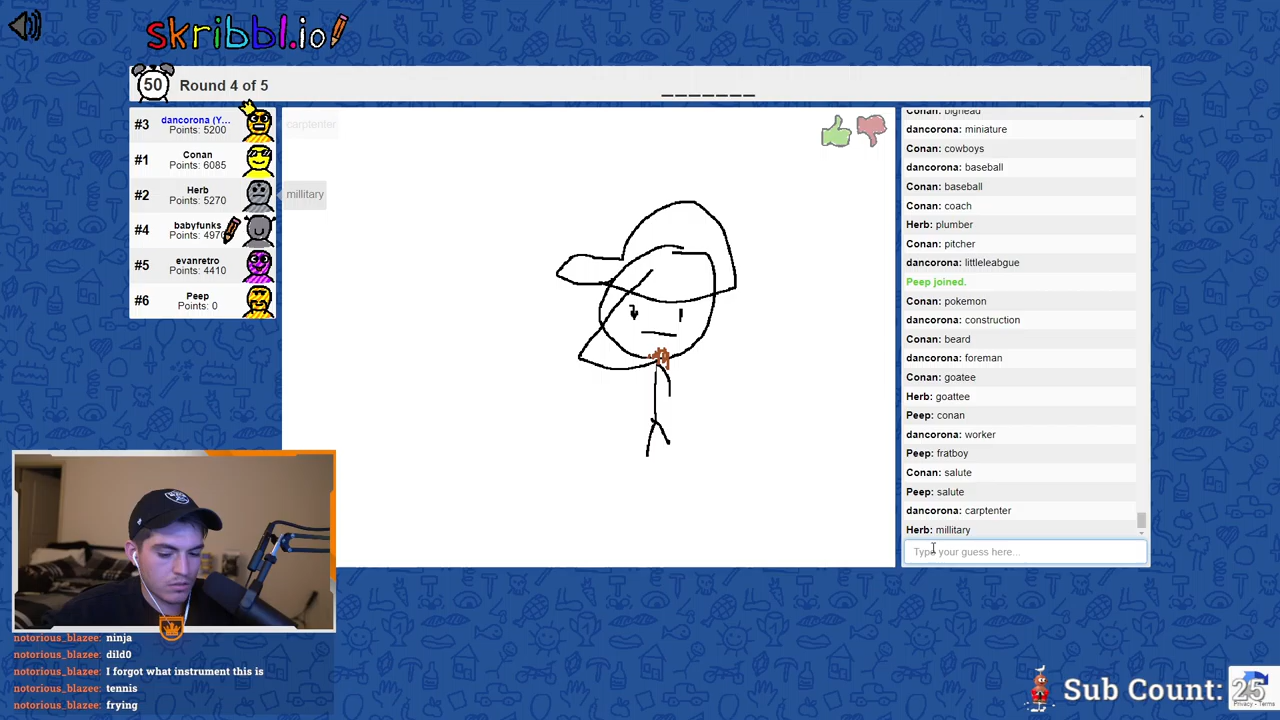 skribbl.io
50
Round 4 of 5
_______
#3
dancorona (Y...
Points: 5200
#1
Conan
Points: 6085
#2
Herb
Points: 5270
#4
babyfunks
Points: 4970
#5
evanretro
Points: 4410
#6
Peep
Points: 0
carptenter
millitary
Conan: bighead
dancorona: miniature
Conan: cowboys
dancorona: baseball
Conan: baseball
Conan: coach
Herb: plumber
Conan: pitcher
dancorona: littleleabgue
Peep joined.
Conan: pokemon
dancorona: construction
Conan: beard
dancorona: foreman
Conan: goatee
Herb: goattee
Peep: conan
dancorona: worker
Peep: fratboy
Conan: salute
Peep: salute
dancorona: carptenter
Herb: millitary
Type your guess here...
notorious_blazee: ninja
notorious_blazee: dild0
notorious_blazee: I forgot what instrument this is
notorious_blazee: tennis
notorious_blazee: frying
Sub Count: 25
Privacy - Terms